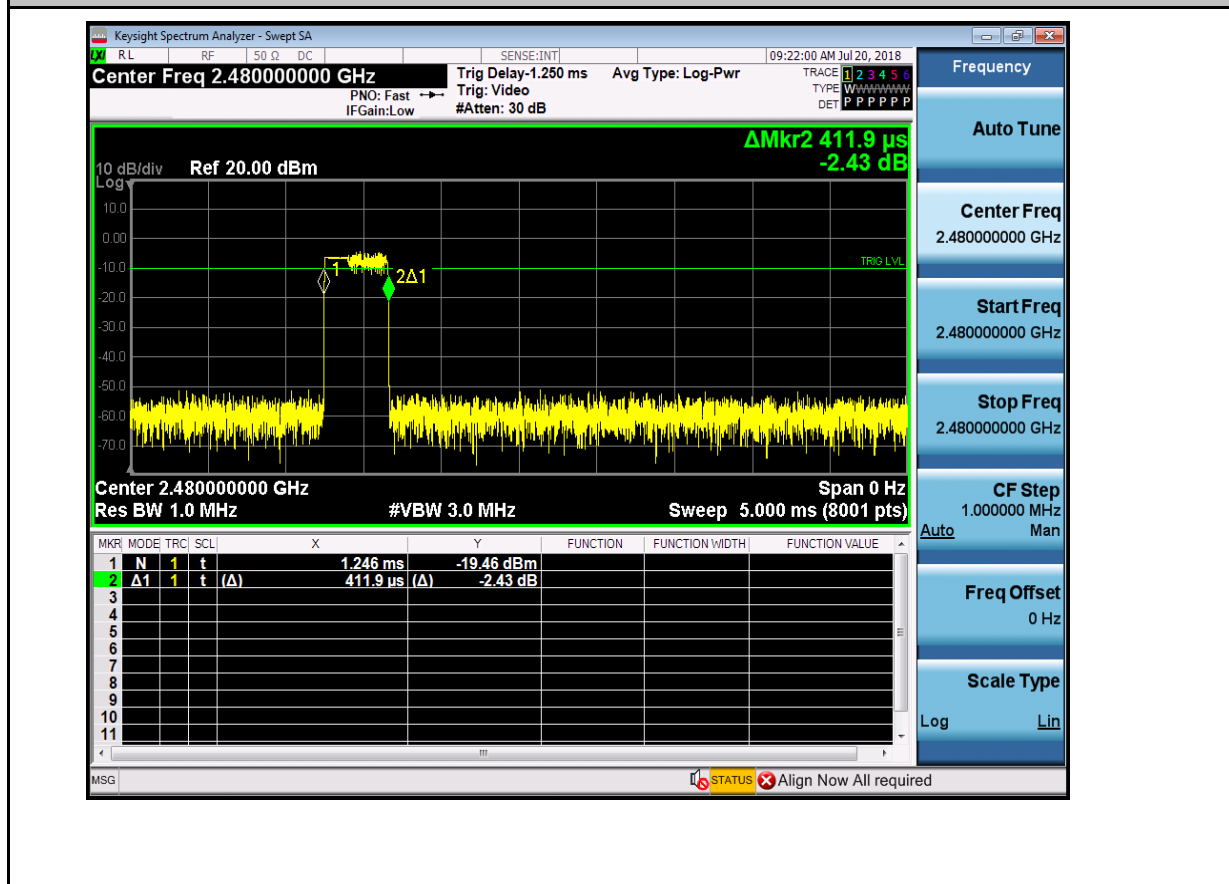 Keysight Spectrum Analyzer - Swept SA
LXI RL RF 50 Ω DC SENSE:INT 09:22:00 AM Jul 20, 2018
Center Freq 2.480000000 GHz
PNO: Fast
IFGain:Low
Trig Delay-1.250 ms
Trig: Video
#Atten: 30 dB
Avg Type: Log-Pwr
TRACE 1 2 3 4 5 6
TYPE WWWWWW
DET P P P P P P
ΔMkr2 411.9 µs
-2.43 dB
10 dB/div Ref 20.00 dBm
Log
10.0
0.00
-10.0
-20.0
-30.0
-40.0
-50.0
-60.0
-70.0
TRIG LVL
1
2Δ1
Center 2.480000000 GHz Span 0 Hz
Res BW 1.0 MHz #VBW 3.0 MHz Sweep 5.000 ms (8001 pts)
MKR MODE TRC SCL X Y FUNCTION FUNCTION WIDTH FUNCTION VALUE
1 N 1 t 1.246 ms -19.46 dBm
2 Δ1 1 t (Δ) 411.9 µs (Δ) -2.43 dB
3
4
5
6
7
8
9
10
11
MSG STATUS Align Now All required
Frequency
Auto Tune
Center Freq
2.480000000 GHz
Start Freq
2.480000000 GHz
Stop Freq
2.480000000 GHz
CF Step
1.000000 MHz
Auto Man
Freq Offset
0 Hz
Scale Type
Log Lin